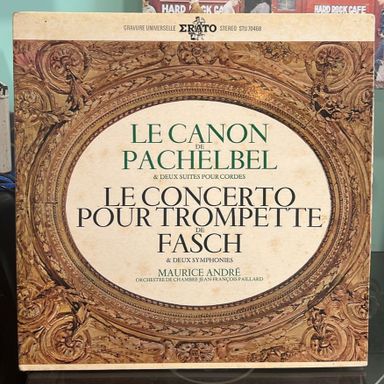 HARD ROCK CAFE
HARD ROCK CAFE
GRAVURE UNIVERSELLE ERATO STEREO STU 70468
LE CANON
DE
PACHELBEL
& DEUX SUITES POUR CORDES
LE CONCERTO
POUR TROMPETTE
DE
FASCH
& DEUX SYMPHONIES
MAURICE ANDRÉ
ORCHESTRE DE CHAMBRE JEAN-FRANÇOIS PAILLARD